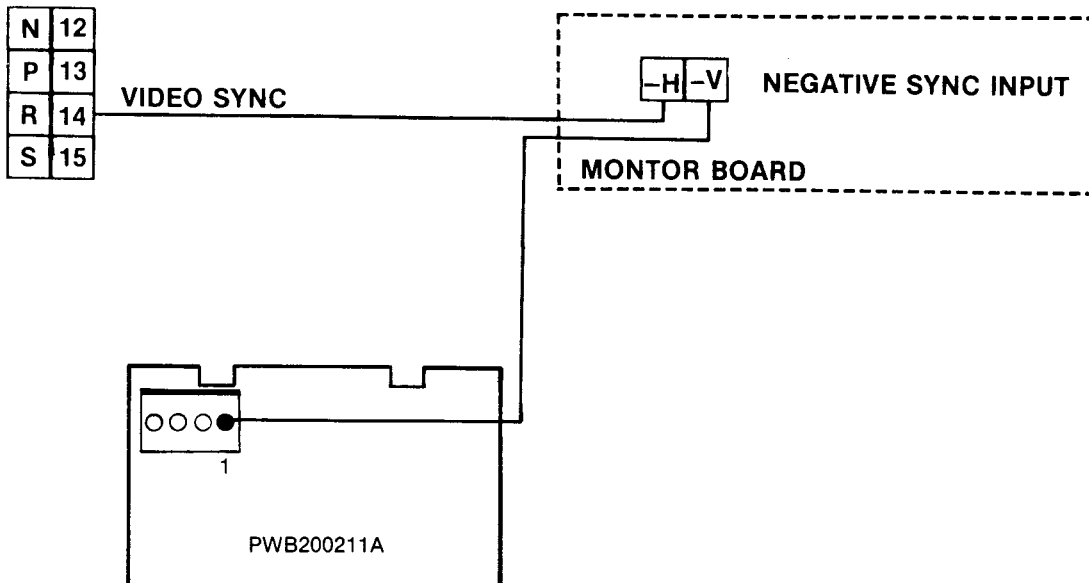 N 12
P 13
R 14
S 15
VIDEO SYNC
–H –V
NEGATIVE SYNC INPUT
MONTOR BOARD
1
PWB200211A